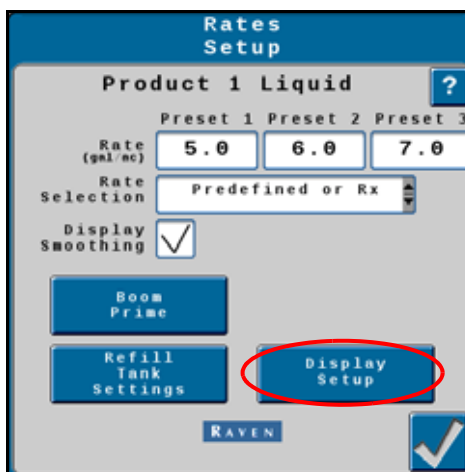 Rates
Setup
Product 1 Liquid
?
Preset 1 Preset 2 Preset 3
Rate 5.0 6.0 7.0
(gal/ac)
Rate
Selection Predefined or Rx
Display
Smoothing
Boom
Prime
Refill
Tank
Settings
Display
Setup
RAVEN